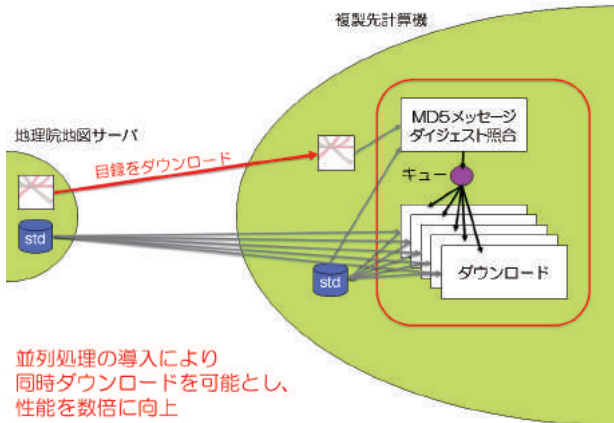 複製先計算機
地理院地図サーバ
目録をダウンロード
MD5メッセージ
ダイジェスト照合
キュー
std
std
ダウンロード
並列処理の導入により
同時ダウンロードを可能とし、
性能を数倍に向上